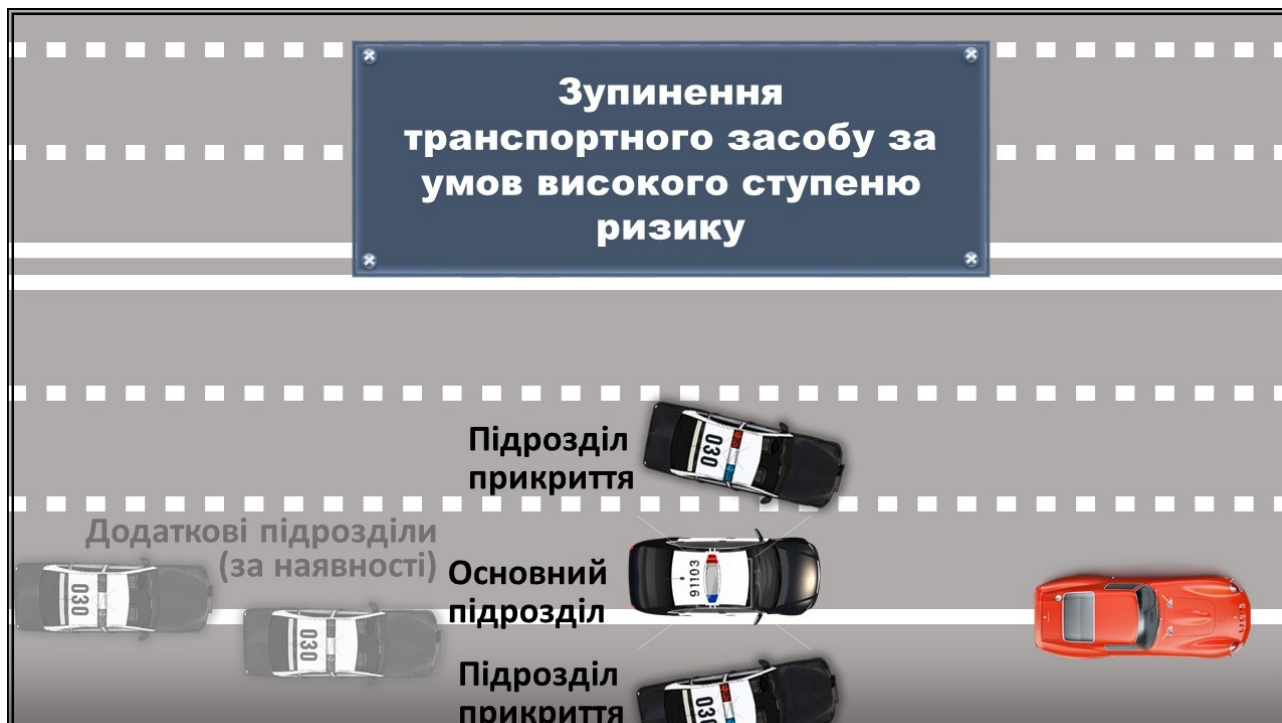 Зупинення
транспортного засобу за
умов високого ступеню
ризику
Підрозділ
прикриття
030
Додаткові підрозділи
(за наявності)
030
030
Основний
підрозділ
91103
Підрозділ
прикриття
030